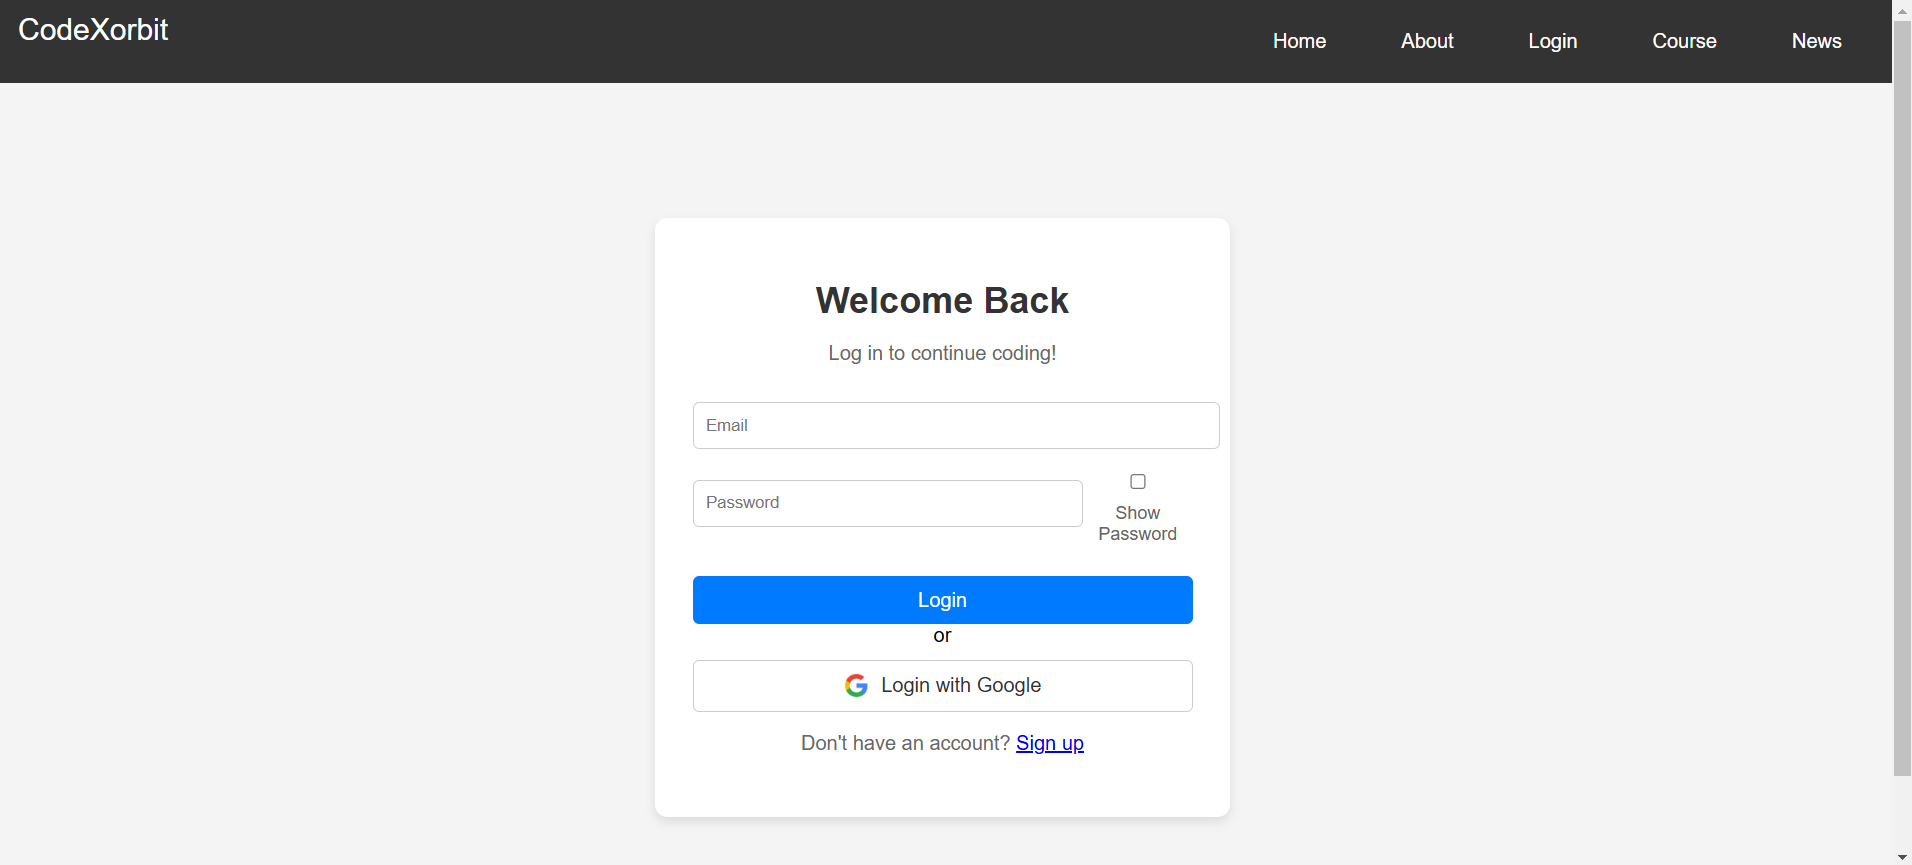 CodeXorbit
Home About Login Course News
Welcome Back
Log in to continue coding!
Email
Password
Show
Password
Login
or
Login with Google
Don't have an account? Sign up